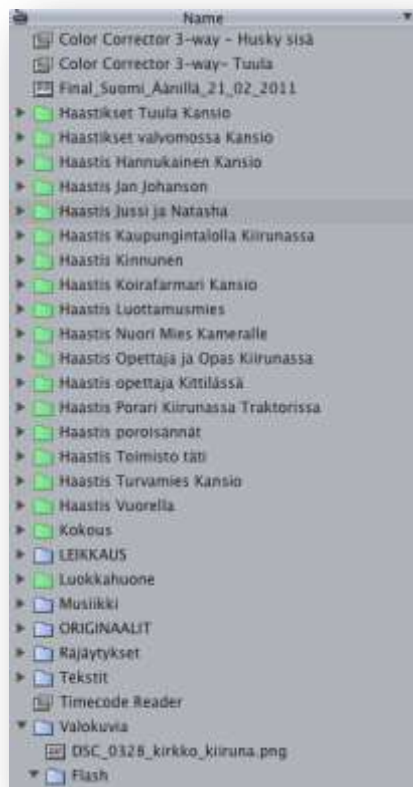 Name
Color Corrector 3-way - Husky sisä
Color Corrector 3-way- Tuula
Final_Suomi_Äänillä_21_02_2011
Haastikset Tuula Kansio
Haastikset valvomossa Kansio
Haastis Hannukainen Kansio
Haastis Jan Johanson
Haastis Jussi ja Natasha
Haastis Kaupungintalolla Kiirunassa
Haastis Kinnunen
Haastis Koirafarmari Kansio
Haastis Luottamusmies
Haastis Nuori Mies Kameralle
Haastis Opettaja ja Opas Kiirunassa
Haastis opettaja Kittilässä
Haastis Porari Kiirunassa Traktorissa
Haastis poroisännät
Haastis Toimisto täti
Haastis Turvamies Kansio
Haastis Vuorella
Kokous
LEIKKAUS
Luokkahuone
Musiikki
ORIGINAALIT
Räjäytykset
Tekstit
Timecode Reader
Valokuvia
DSC_0328_kirkko_kiiruna.png
Flash